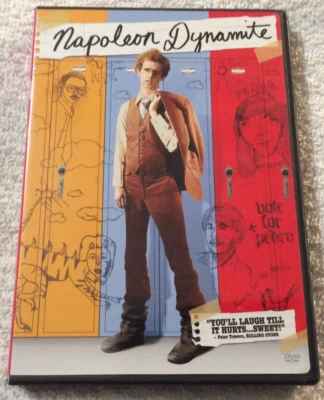 Napoleon Dynamite
vote
for
pedro
"YOU'LL LAUGH TILL
IT HURTS...SWEET!"
– Peter Travers, ROLLING STONE
DVD